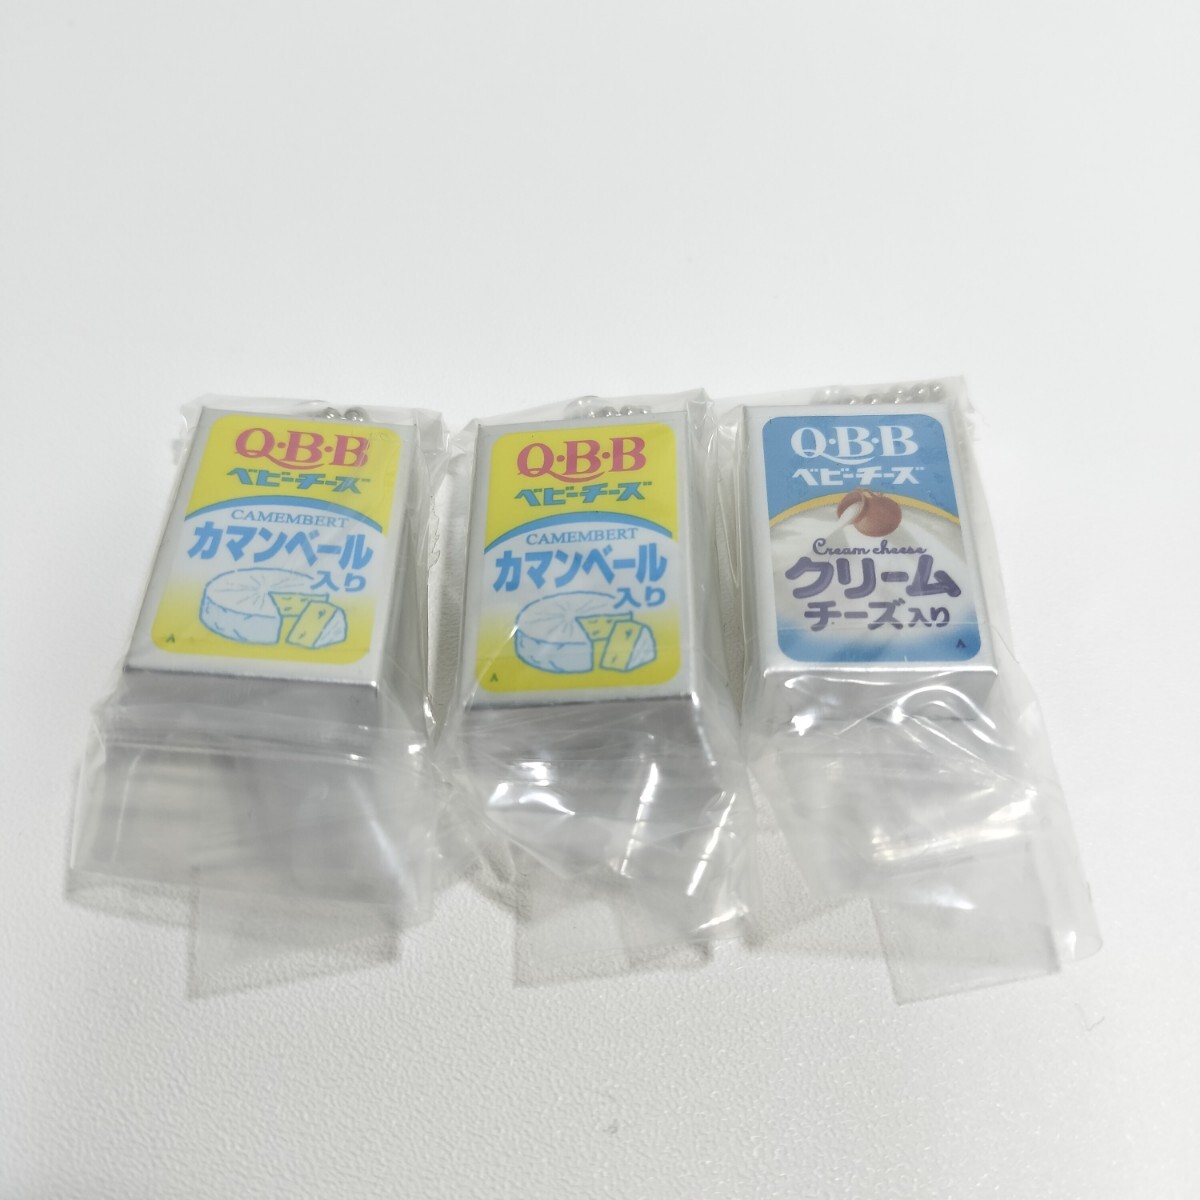 Q·B·B
ベビーチーズ
CAMEMBERT
カマンベール
入り
A
Q·B·B
ベビーチーズ
CAMEMBERT
カマンベール
入り
A
Q·B·B
ベビーチーズ
Cream cheese
クリーム
チーズ入り
A